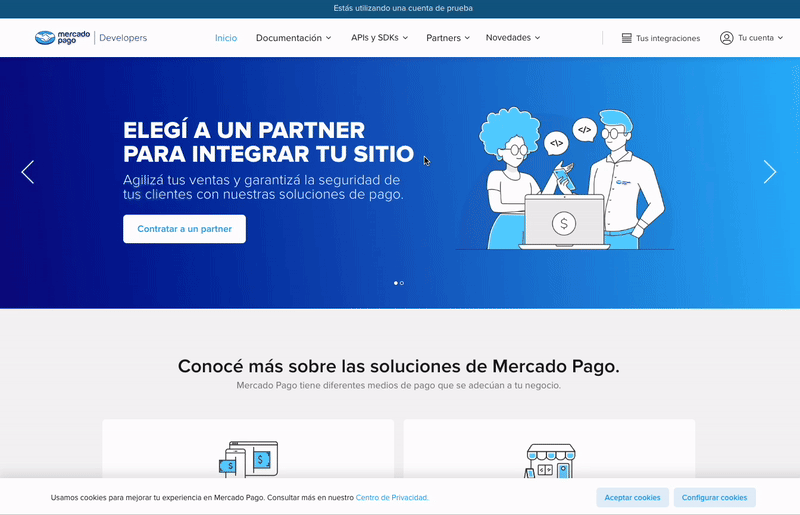 Estás utilizando una cuenta de prueba
mercado pago | Developers Inicio Documentación APIs y SDKs Partners Novedades Tus integraciones Tu cuenta
ELEGÍ A UN PARTNER
PARA INTEGRAR TU SITIO
Agilizá tus ventas y garantizá la seguridad de
tus clientes con nuestras soluciones de pago.
Contratar a un partner
</> </>
$
Conocé más sobre las soluciones de Mercado Pago.
Mercado Pago tiene diferentes medios de pago que se adecúan a tu negocio.
$ $ </>
Usamos cookies para mejorar tu experiencia en Mercado Pago. Consultar más en nuestro Centro de Privacidad. Aceptar cookies Configurar cookies